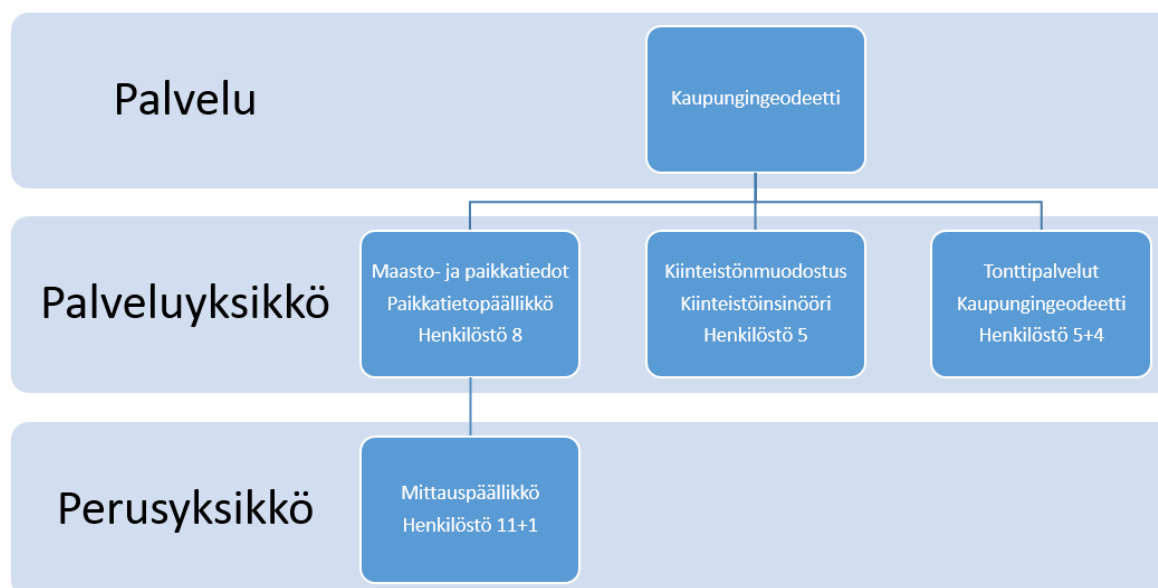 Palvelu
Kaupungingeodeetti
Palveluyksikkö
Maasto- ja paikkatiedot
Paikkatietopäällikkö
Henkilöstö 8
Kiinteistönmuodostus
Kiinteistöinsinööri
Henkilöstö 5
Tonttipalvelut
Kaupungingeodeetti
Henkilöstö 5+4
Perusyksikkö
Mittauspäällikkö
Henkilöstö 11+1